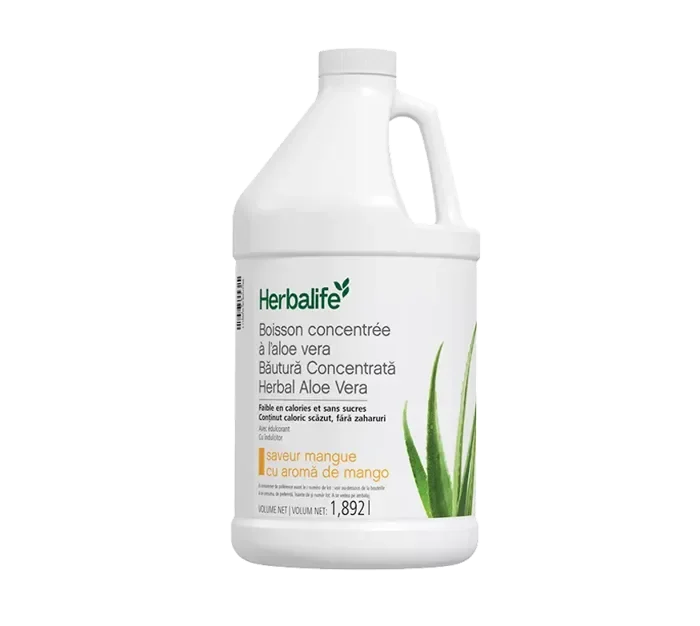 Herbalife
Boisson concentrée
à l'aloe vera
Băutură Concentrată
Herbal Aloe Vera
Faible en calories et sans sucres
Conținut caloric scăzut, fără zaharuri
Avec édulcorant
Cu îndulcitor
saveur mangue
cu aromă de mango
VOLUME NET | VOLUM NET: 1,892 l